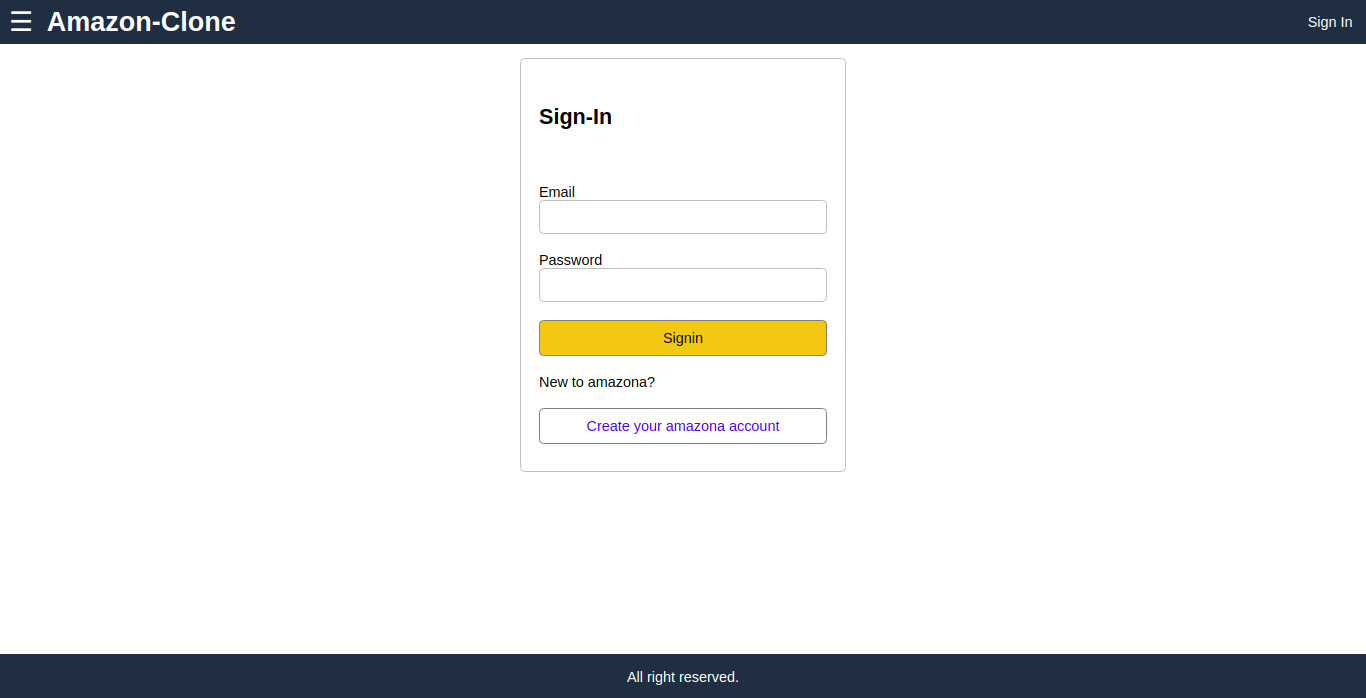 ☰ Amazon-Clone
Sign In
Sign-In
Email
Password
Signin
New to amazona?
Create your amazona account
All right reserved.